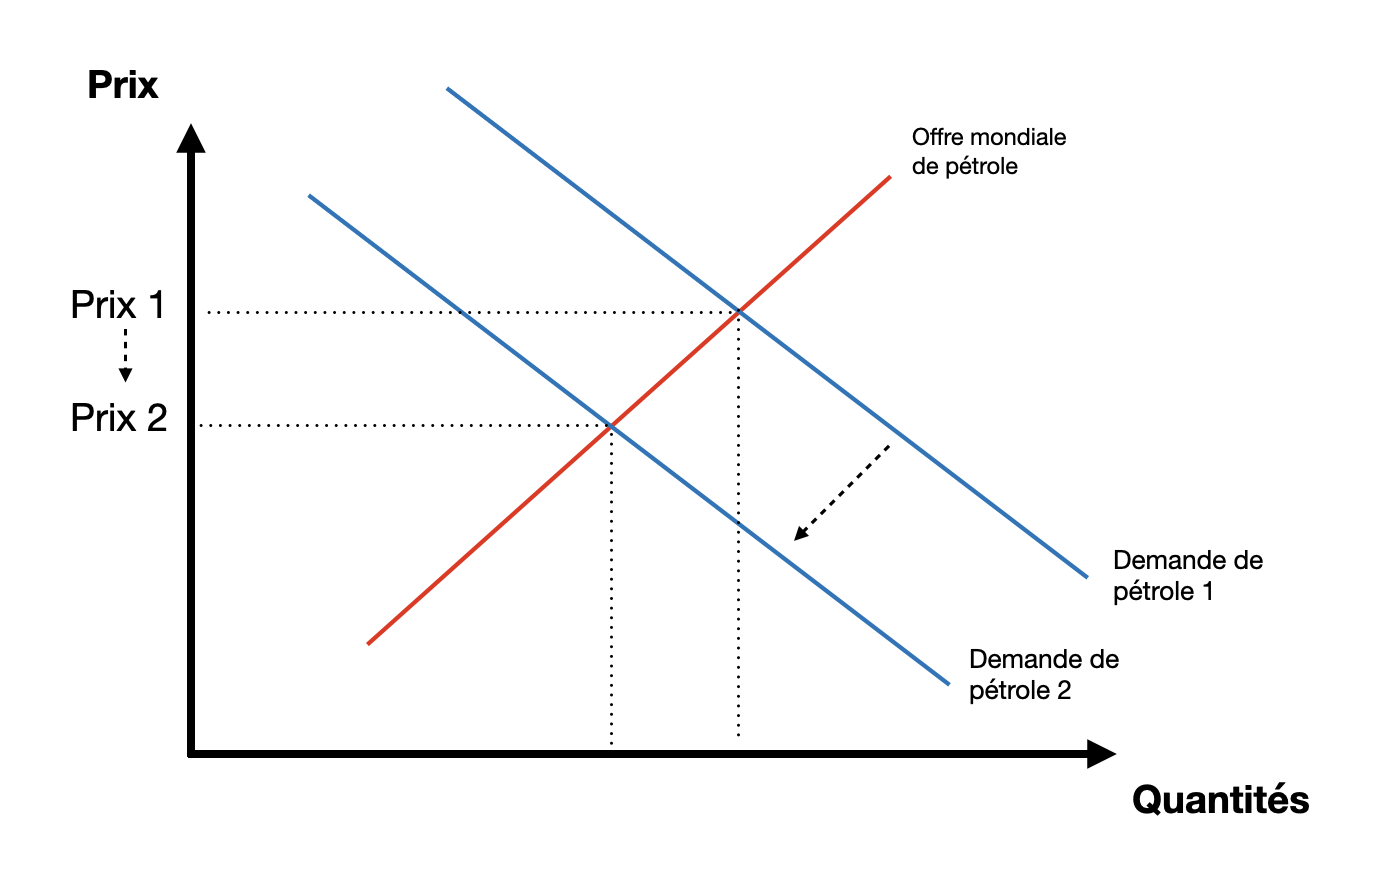 Prix
Offre mondiale
de pétrole
Prix 1
Prix 2
Demande de
pétrole 1
Demande de
pétrole 2
Quantités